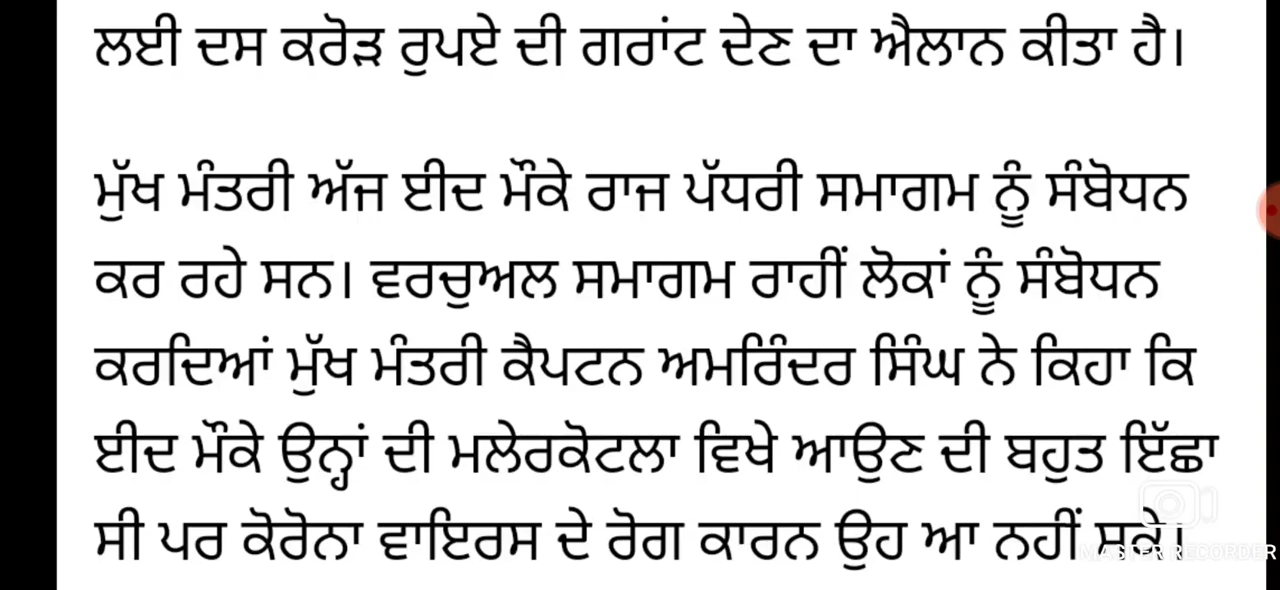 ਲਈ ਦਸ ਕਰੋੜ ਰੁਪਏ ਦੀ ਗਰਾਂਟ ਦੇਣ ਦਾ ਐਲਾਨ ਕੀਤਾ ਹੈ।
ਮੁੱਖ ਮੰਤਰੀ ਅੱਜ ਈਦ ਮੌਕੇ ਰਾਜ ਪੱਧਰੀ ਸਮਾਗਮ ਨੂੰ ਸੰਬੋਧਨ
ਕਰ ਰਹੇ ਸਨ। ਵਰਚੁਅਲ ਸਮਾਗਮ ਰਾਹੀਂ ਲੋਕਾਂ ਨੂੰ ਸੰਬੋਧਨ
ਕਰਦਿਆਂ ਮੁੱਖ ਮੰਤਰੀ ਕੈਪਟਨ ਅਮਰਿੰਦਰ ਸਿੰਘ ਨੇ ਕਿਹਾ ਕਿ
ਈਦ ਮੌਕੇ ਉਨ੍ਹਾਂ ਦੀ ਮਲੇਰਕੋਟਲਾ ਵਿਖੇ ਆਉਣ ਦੀ ਬਹੁਤ ਇੱਛਾ
ਸੀ ਪਰ ਕੋਰੋਨਾ ਵਾਇਰਸ ਦੇ ਰੋਗ ਕਾਰਨ ਉਹ ਆ ਨਹੀਂ ਸਕੇ।
MASTER RECORDER